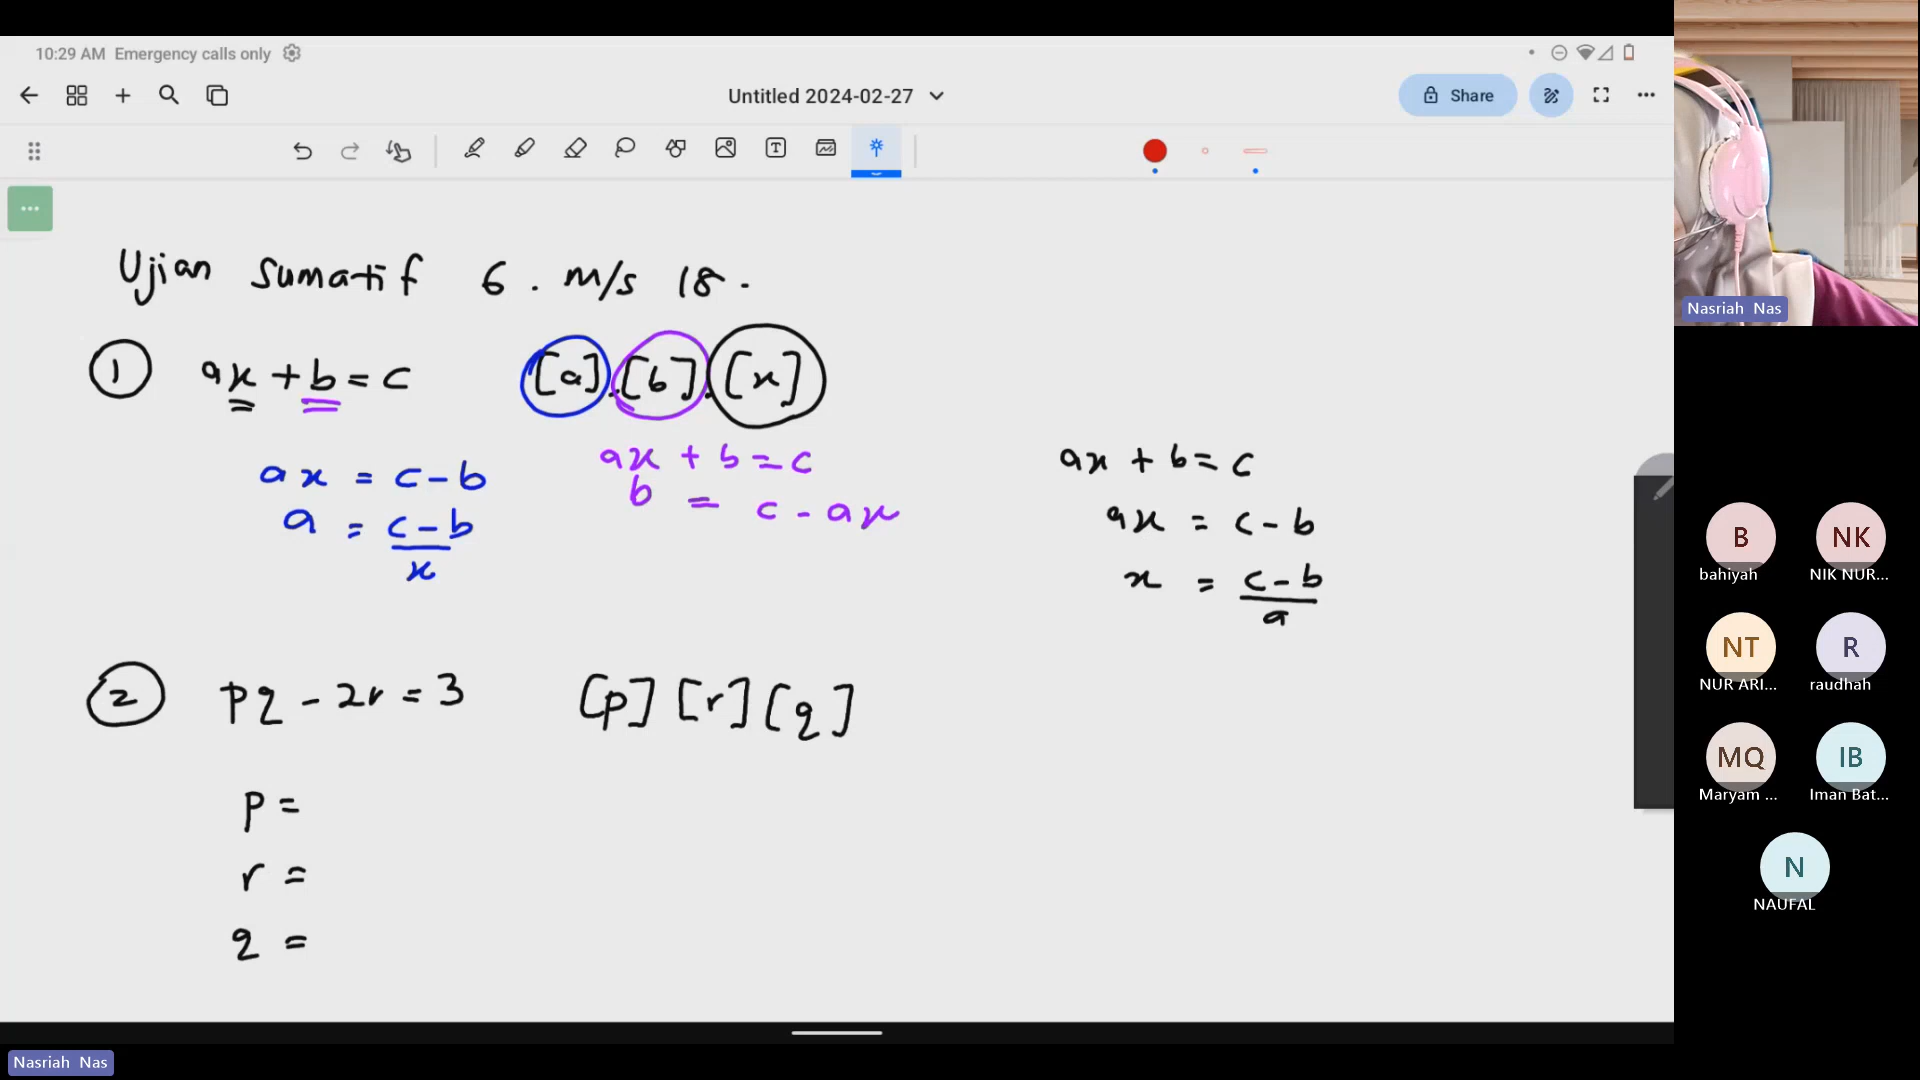 10:29 AM Emergency calls only
Untitled 2024-02-27
Share
Ujian Sumatif 6 . m/s 18 .
1 ax + b = c [a] . [b] . [x]
ax = c - b
a = c - b
x
ax + b = c
b = c - ax
ax + b = c
ax = c - b
x = c - b
a
2 pq - 2r = 3 [p] [r] [q]
p =
r =
q =
Nasriah Nas
B
bahiyah
NK
NIK NUR...
NT
NUR ARI...
R
raudhah
MQ
Maryam ...
IB
Iman Bat...
N
NAUFAL
Nasriah Nas